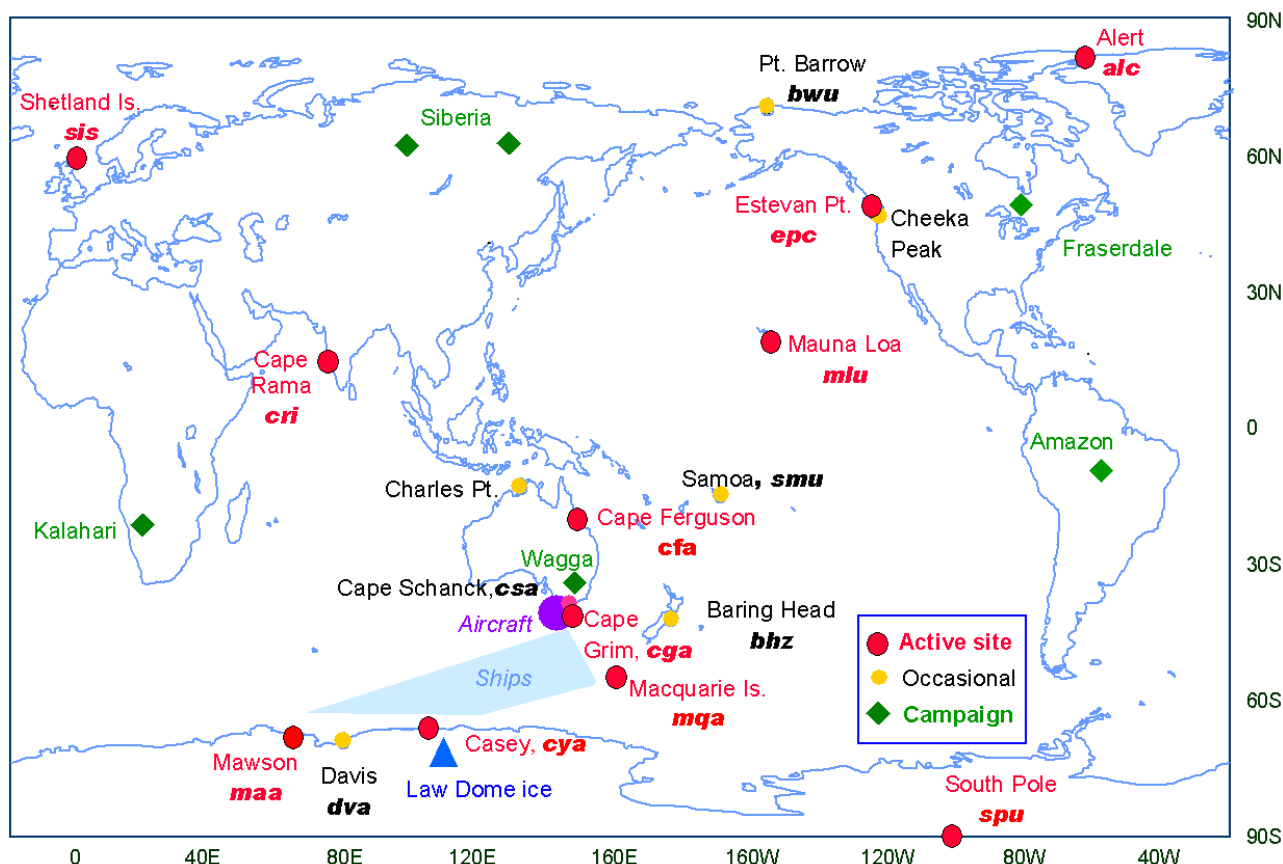 90N
Alert
alc
Pt. Barrow
bwu
Shetland Is.
sis
Siberia
60N
Estevan Pt.
epc
Cheeka
Peak
Fraserdale
30N
Cape
Rama
cri
Mauna Loa
mlu
0
Amazon
Charles Pt.
Samoa, smu
Kalahari
Cape Ferguson
cfa
Wagga
30S
Cape Schanck,csa
Aircraft
Cape
Grim, cga
Baring Head
bhz
Ships
Macquarie Is.
mqa
Active site
Occasional
Campaign
60S
Mawson
maa
Davis
dva
Casey, cya
Law Dome ice
South Pole
spu
90S
0 40E 80E 120E 160E 160W 120W 80W 40W